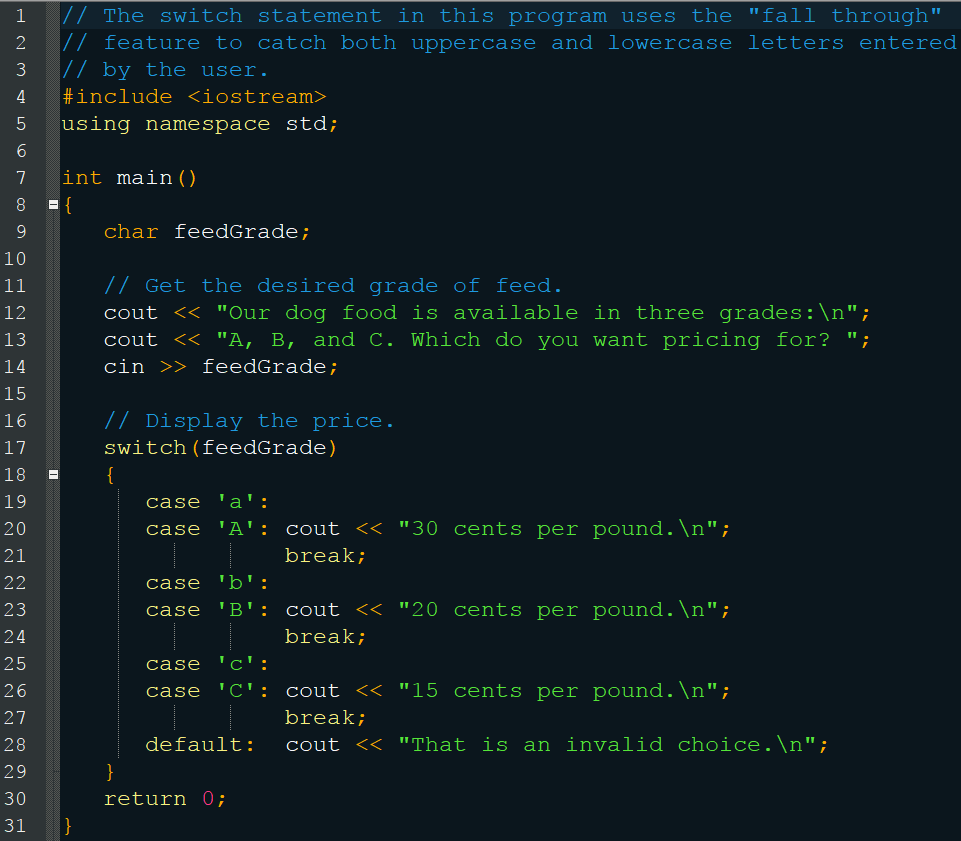 1 // The switch statement in this program uses the "fall through"
2 // feature to catch both uppercase and lowercase letters entered
3 // by the user.
4 #include <iostream>
5 using namespace std;
6
7 int main()
8 {
9    char feedGrade;
10
11    // Get the desired grade of feed.
12    cout << "Our dog food is available in three grades:\n";
13    cout << "A, B, and C. Which do you want pricing for? ";
14    cin >> feedGrade;
15
16    // Display the price.
17    switch(feedGrade)
18    {
19       case 'a':
20       case 'A': cout << "30 cents per pound.\n";
21                 break;
22       case 'b':
23       case 'B': cout << "20 cents per pound.\n";
24                 break;
25       case 'c':
26       case 'C': cout << "15 cents per pound.\n";
27                 break;
28       default:  cout << "That is an invalid choice.\n";
29    }
30    return 0;
31 }